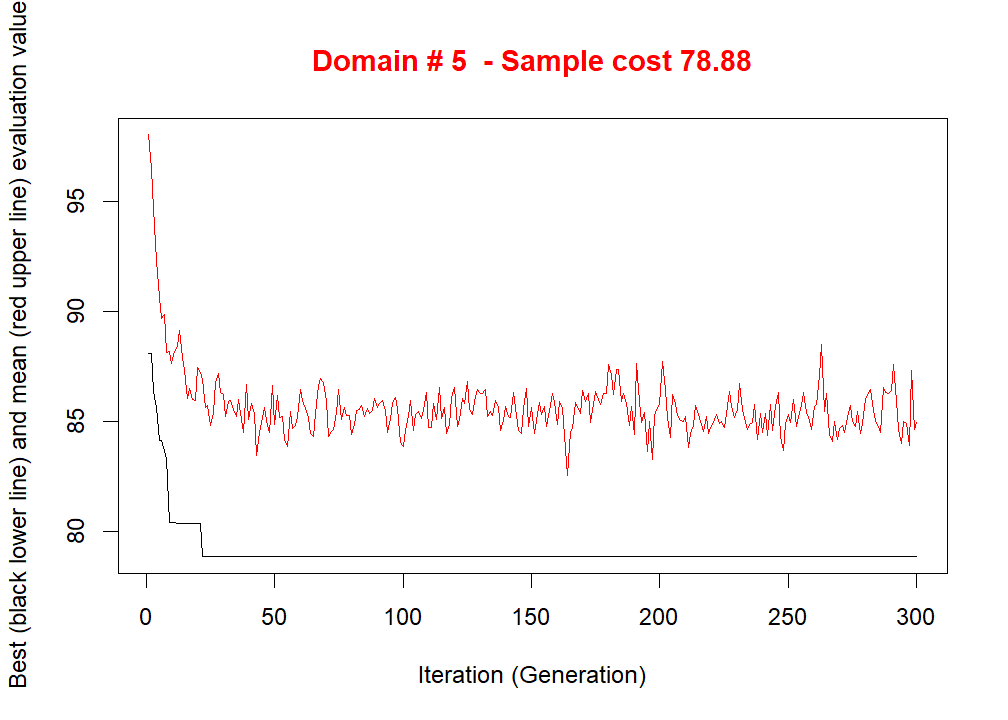 Domain # 5  - Sample cost 78.88
Best (black lower line) and mean (red upper line) evaluation value
95
90
85
80
0 50 100 150 200 250 300
Iteration (Generation)